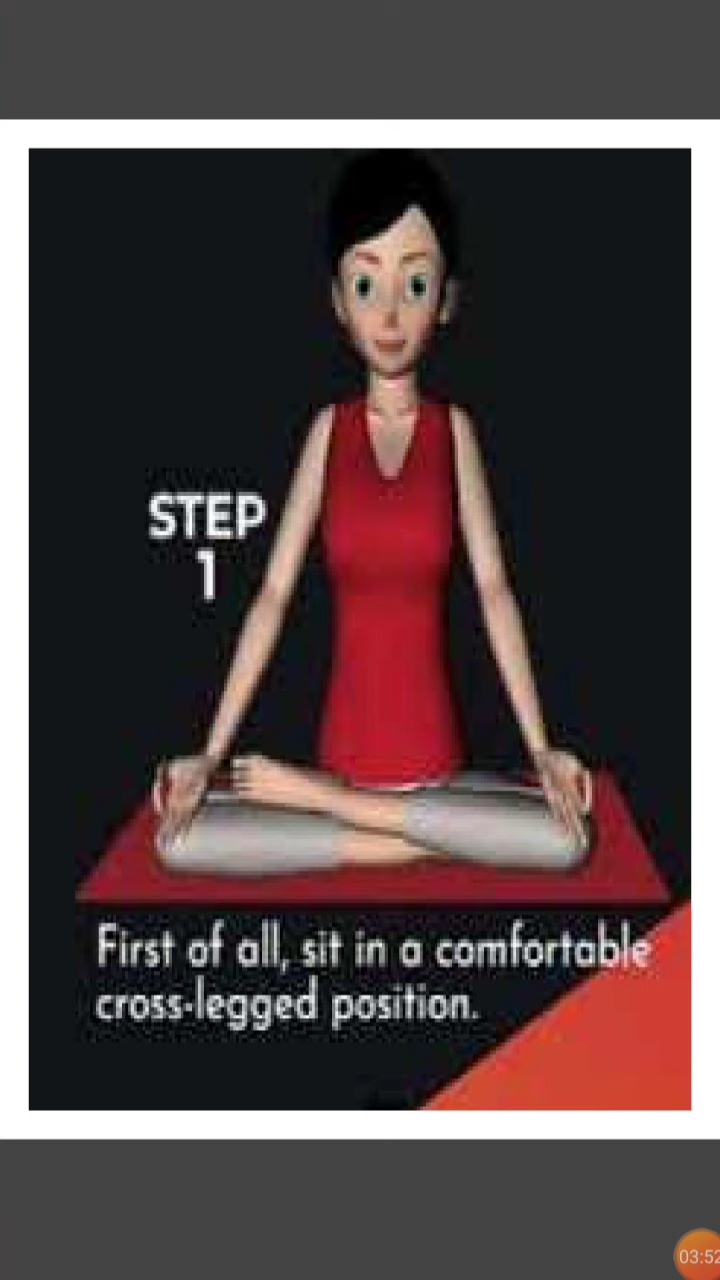 STEP
1
First of all, sit in a comfortable
cross-legged position.
03:52